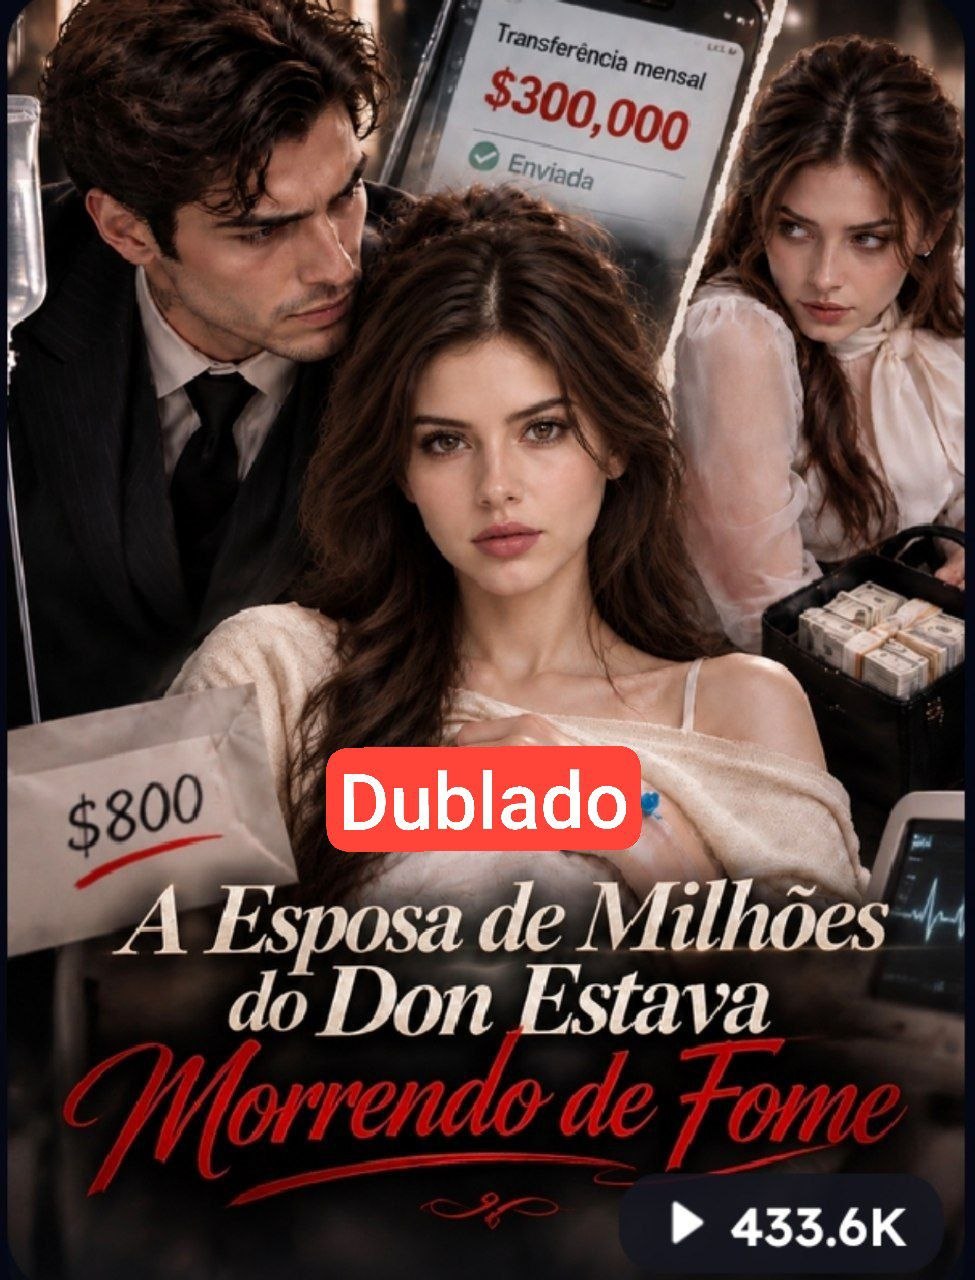 Transferência mensal
$300,000
Enviada
$800
Dublado
A Esposa de Milhões
do Don Estava
Morrendo de Fome
433.6K